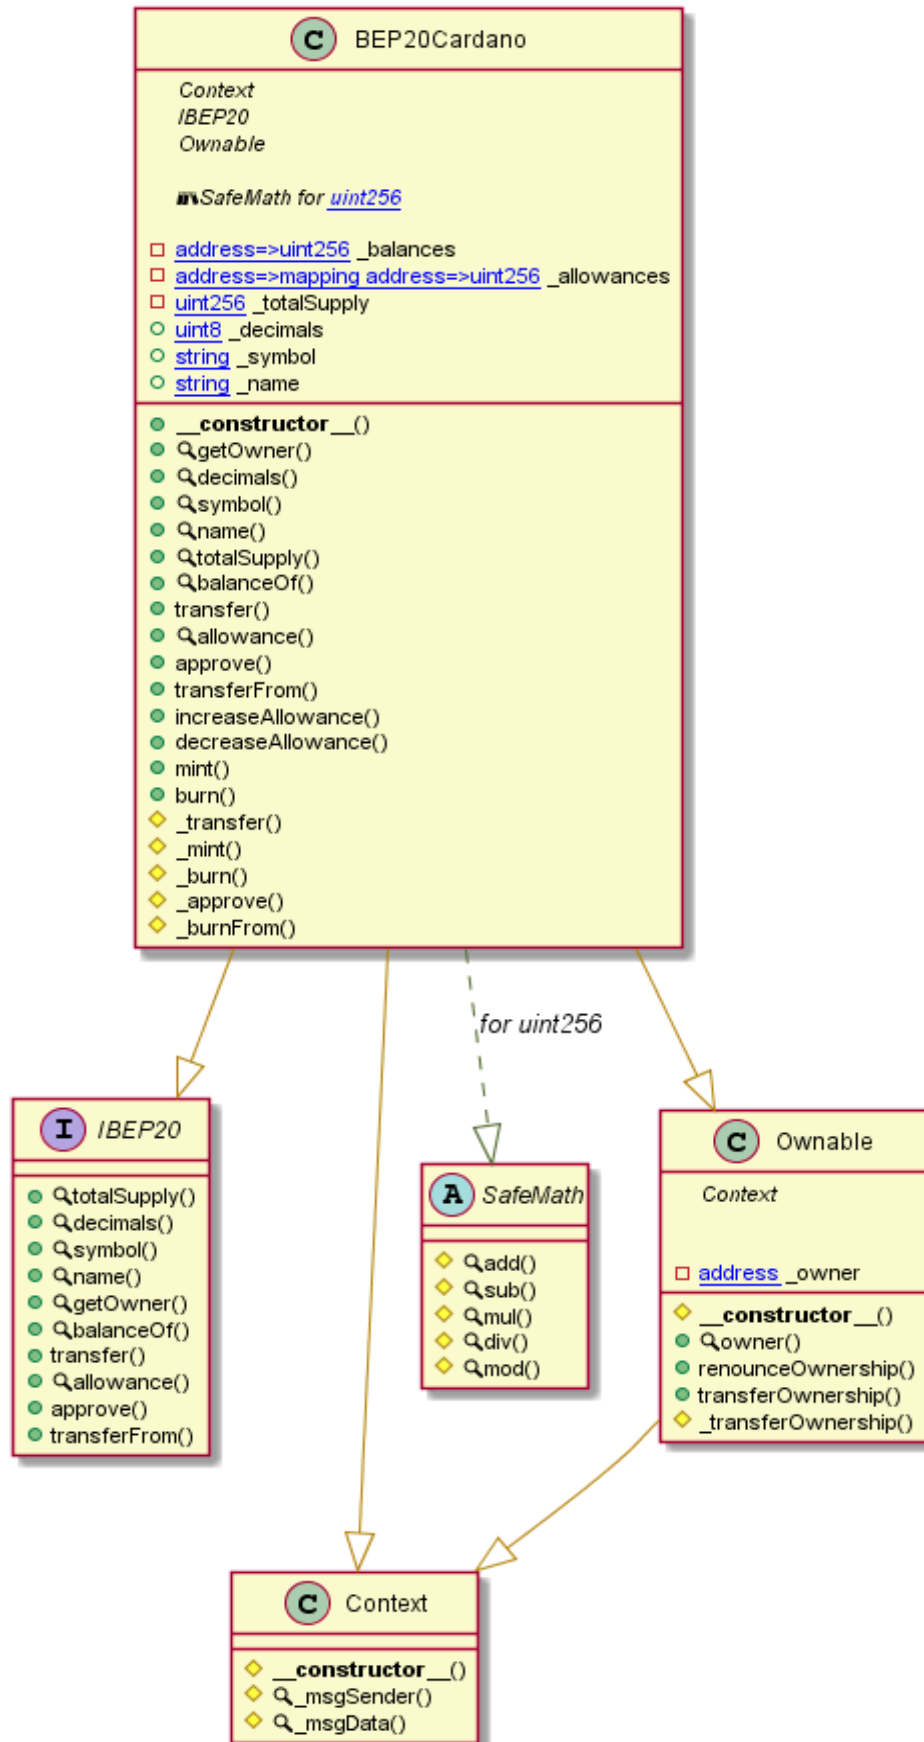 C BEP20Cardano
Context
IBEP20
Ownable
SafeMath for uint256
address=>uint256 _balances
address=>mapping address=>uint256 _allowances
uint256 _totalSupply
uint8 _decimals
string _symbol
string _name
__constructor__()
getOwner()
decimals()
symbol()
name()
totalSupply()
balanceOf()
transfer()
allowance()
approve()
transferFrom()
increaseAllowance()
decreaseAllowance()
mint()
burn()
_transfer()
_mint()
_burn()
_approve()
_burnFrom()
for uint256
I IBEP20
totalSupply()
decimals()
symbol()
name()
getOwner()
balanceOf()
transfer()
allowance()
approve()
transferFrom()
A SafeMath
add()
sub()
mul()
div()
mod()
C Ownable
Context
address _owner
__constructor__()
owner()
renounceOwnership()
transferOwnership()
_transferOwnership()
C Context
__constructor__()
_msgSender()
_msgData()